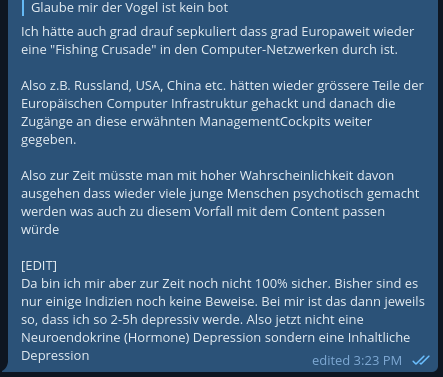 Glaube mir der Vogel ist kein bot
Ich hätte auch grad drauf sepkuliert dass grad Europaweit wieder
eine "Fishing Crusade" in den Computer-Netzwerken durch ist.
Also z.B. Russland, USA, China etc. hätten wieder grössere Teile der
Europäischen Computer Infrastruktur gehackt und danach die
Zugänge an diese erwähnten ManagementCockpits weiter
gegeben.
Also zur Zeit müsste man mit hoher Wahrscheinlichkeit davon
ausgehen dass wieder viele junge Menschen psychotisch gemacht
werden was auch zu diesem Vorfall mit dem Content passen
würde
[EDIT]
Da bin ich mir aber zur Zeit noch nicht 100% sicher. Bisher sind es
nur einige Indizien noch keine Beweise. Bei mir ist das dann jeweils
so, dass ich so 2-5h depressiv werde. Also jetzt nicht eine
Neuroendokrine (Hormone) Depression sondern eine Inhaltliche
Depression
edited 3:23 PM